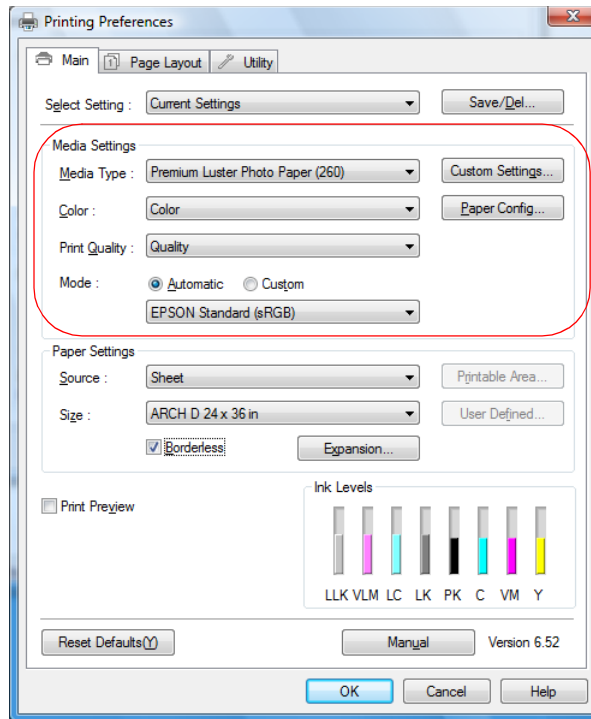 Printing Preferences
Main 1 Page Layout Utility
Select Setting : Current Settings Save/Del...
Media Settings
Media Type : Premium Luster Photo Paper (260) Custom Settings...
Color : Color Paper Config...
Print Quality : Quality
Mode : Automatic Custom
EPSON Standard (sRGB)
Paper Settings
Source : Sheet Printable Area...
Size : ARCH D 24 x 36 in User Defined...
Borderless Expansion...
Print Preview
Ink Levels
LLK VLM LC LK PK C VM Y
Reset Defaults(Y) Manual Version 6.52
OK Cancel Help